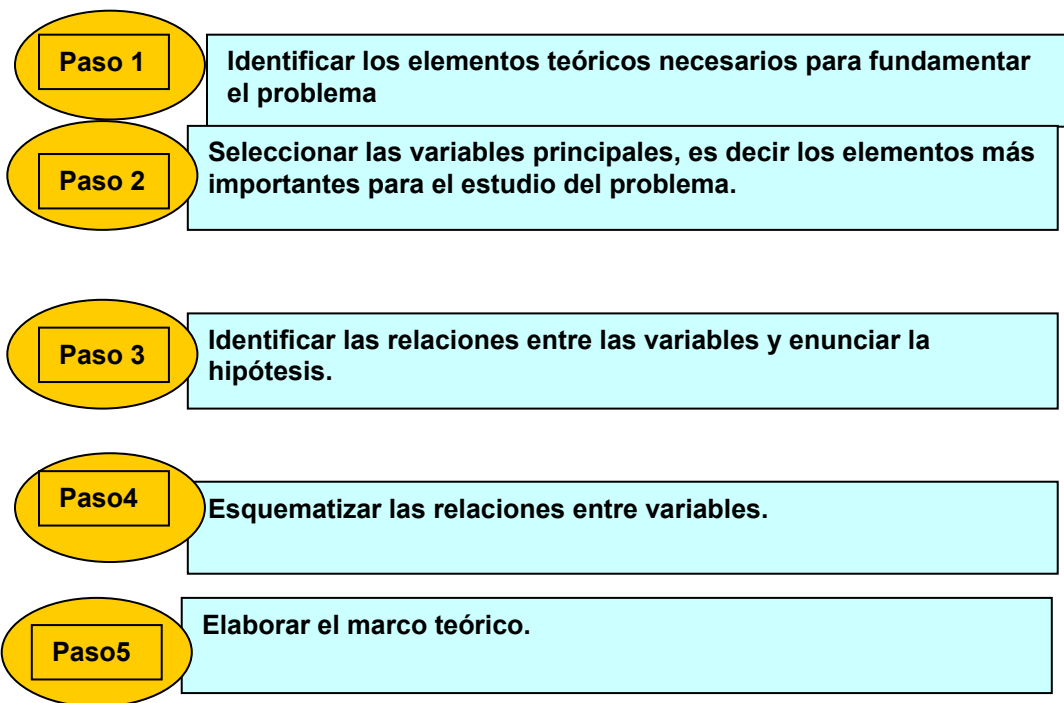 Paso 1
Identificar los elementos teóricos necesarios para fundamentar
el problema
Paso 2
Seleccionar las variables principales, es decir los elementos más
importantes para el estudio del problema.
Paso 3
Identificar las relaciones entre las variables y enunciar la
hipótesis.
Paso4
Esquematizar las relaciones entre variables.
Paso5
Elaborar el marco teórico.